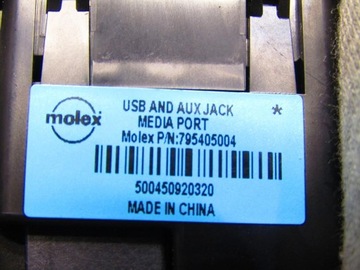 molex
USB AND AUX JACK *
MEDIA PORT
Molex P/N:795405004
500450920320
MADE IN CHINA